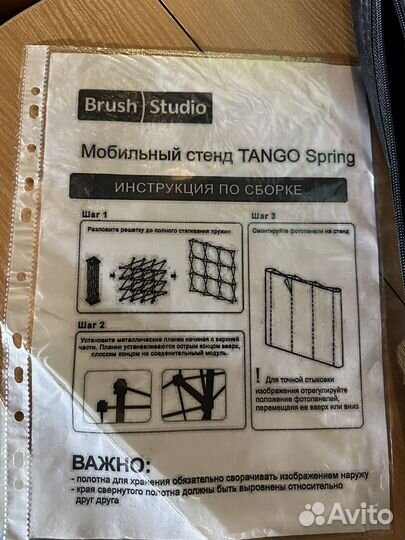 Brush Studio
Мобильный стенд TANGO Spring
ИНСТРУКЦИЯ ПО СБОРКЕ
Шаг 1
Разложите решетку до полного стягивания пружин
Шаг 2
Установите металлические планки начиная с верхней
части. Планки устанавливаются острым концом вверх,
плоским концом на соединительный модуль.
Шаг 3
Смонтируйте фотопанели на стенд
! Для точной стыковки
изображения отрегулируйте
положение фотопанелей,
перемещая ее вверх или вниз
ВАЖНО:
- полотна для хранения обязательно сворачивать изображением наружу
- края свернутого полотна должны быть выровнены относительно
друг друга
Avito